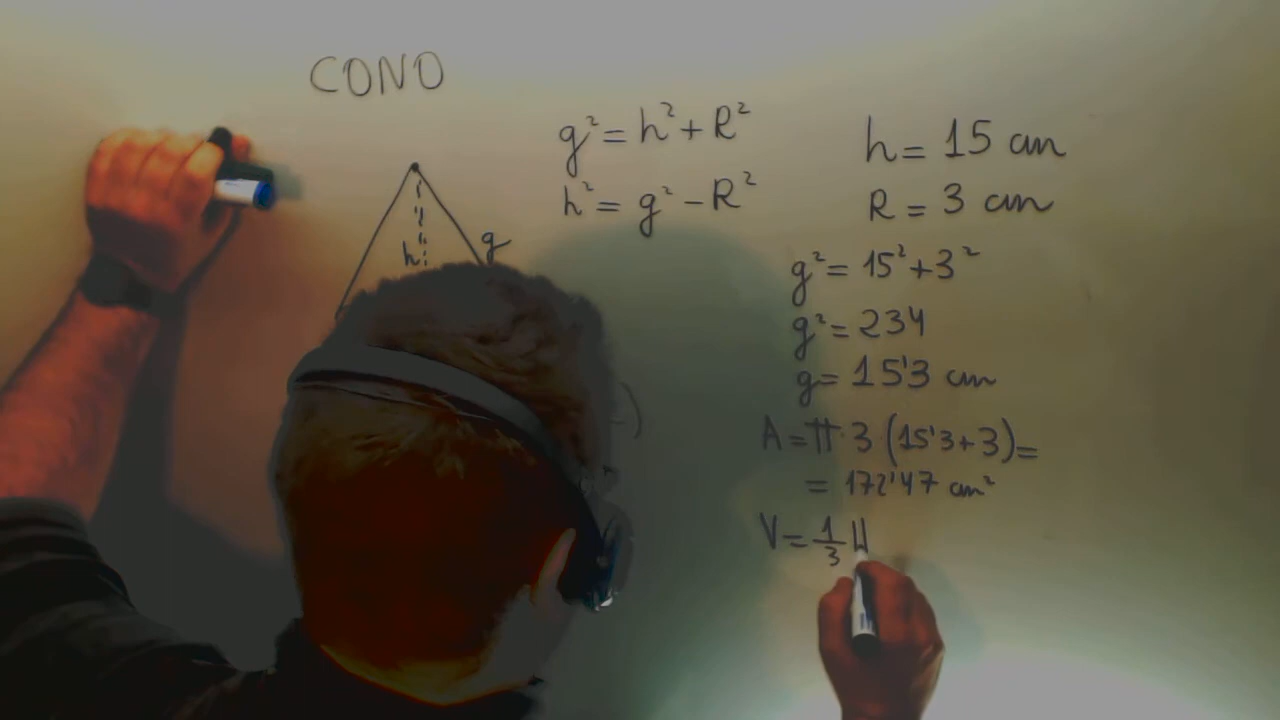 CONO
h
g
g² = h² + R²
h² = g² - R²
h = 15 cm
R = 3 cm
g² = 15² + 3²
g² = 234
g = 15'3 cm
A = π · 3 (15'3 + 3) =
= 172'47 cm²
V = 1/3